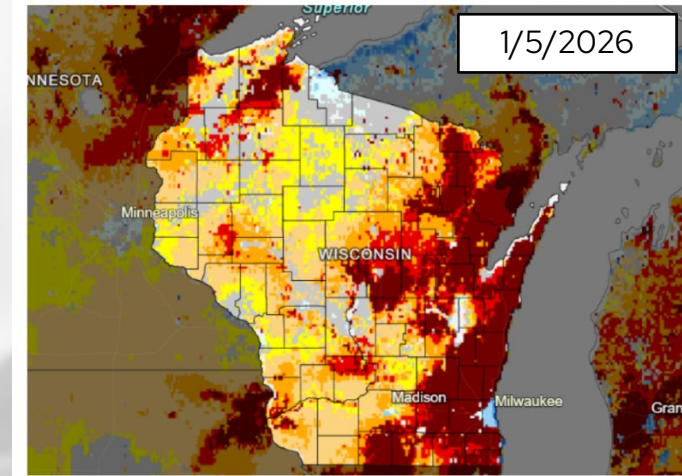 Superior
1/5/2026
NNESOTA
Minneapolis
WISCONSIN
Madison
Milwaukee
Gran